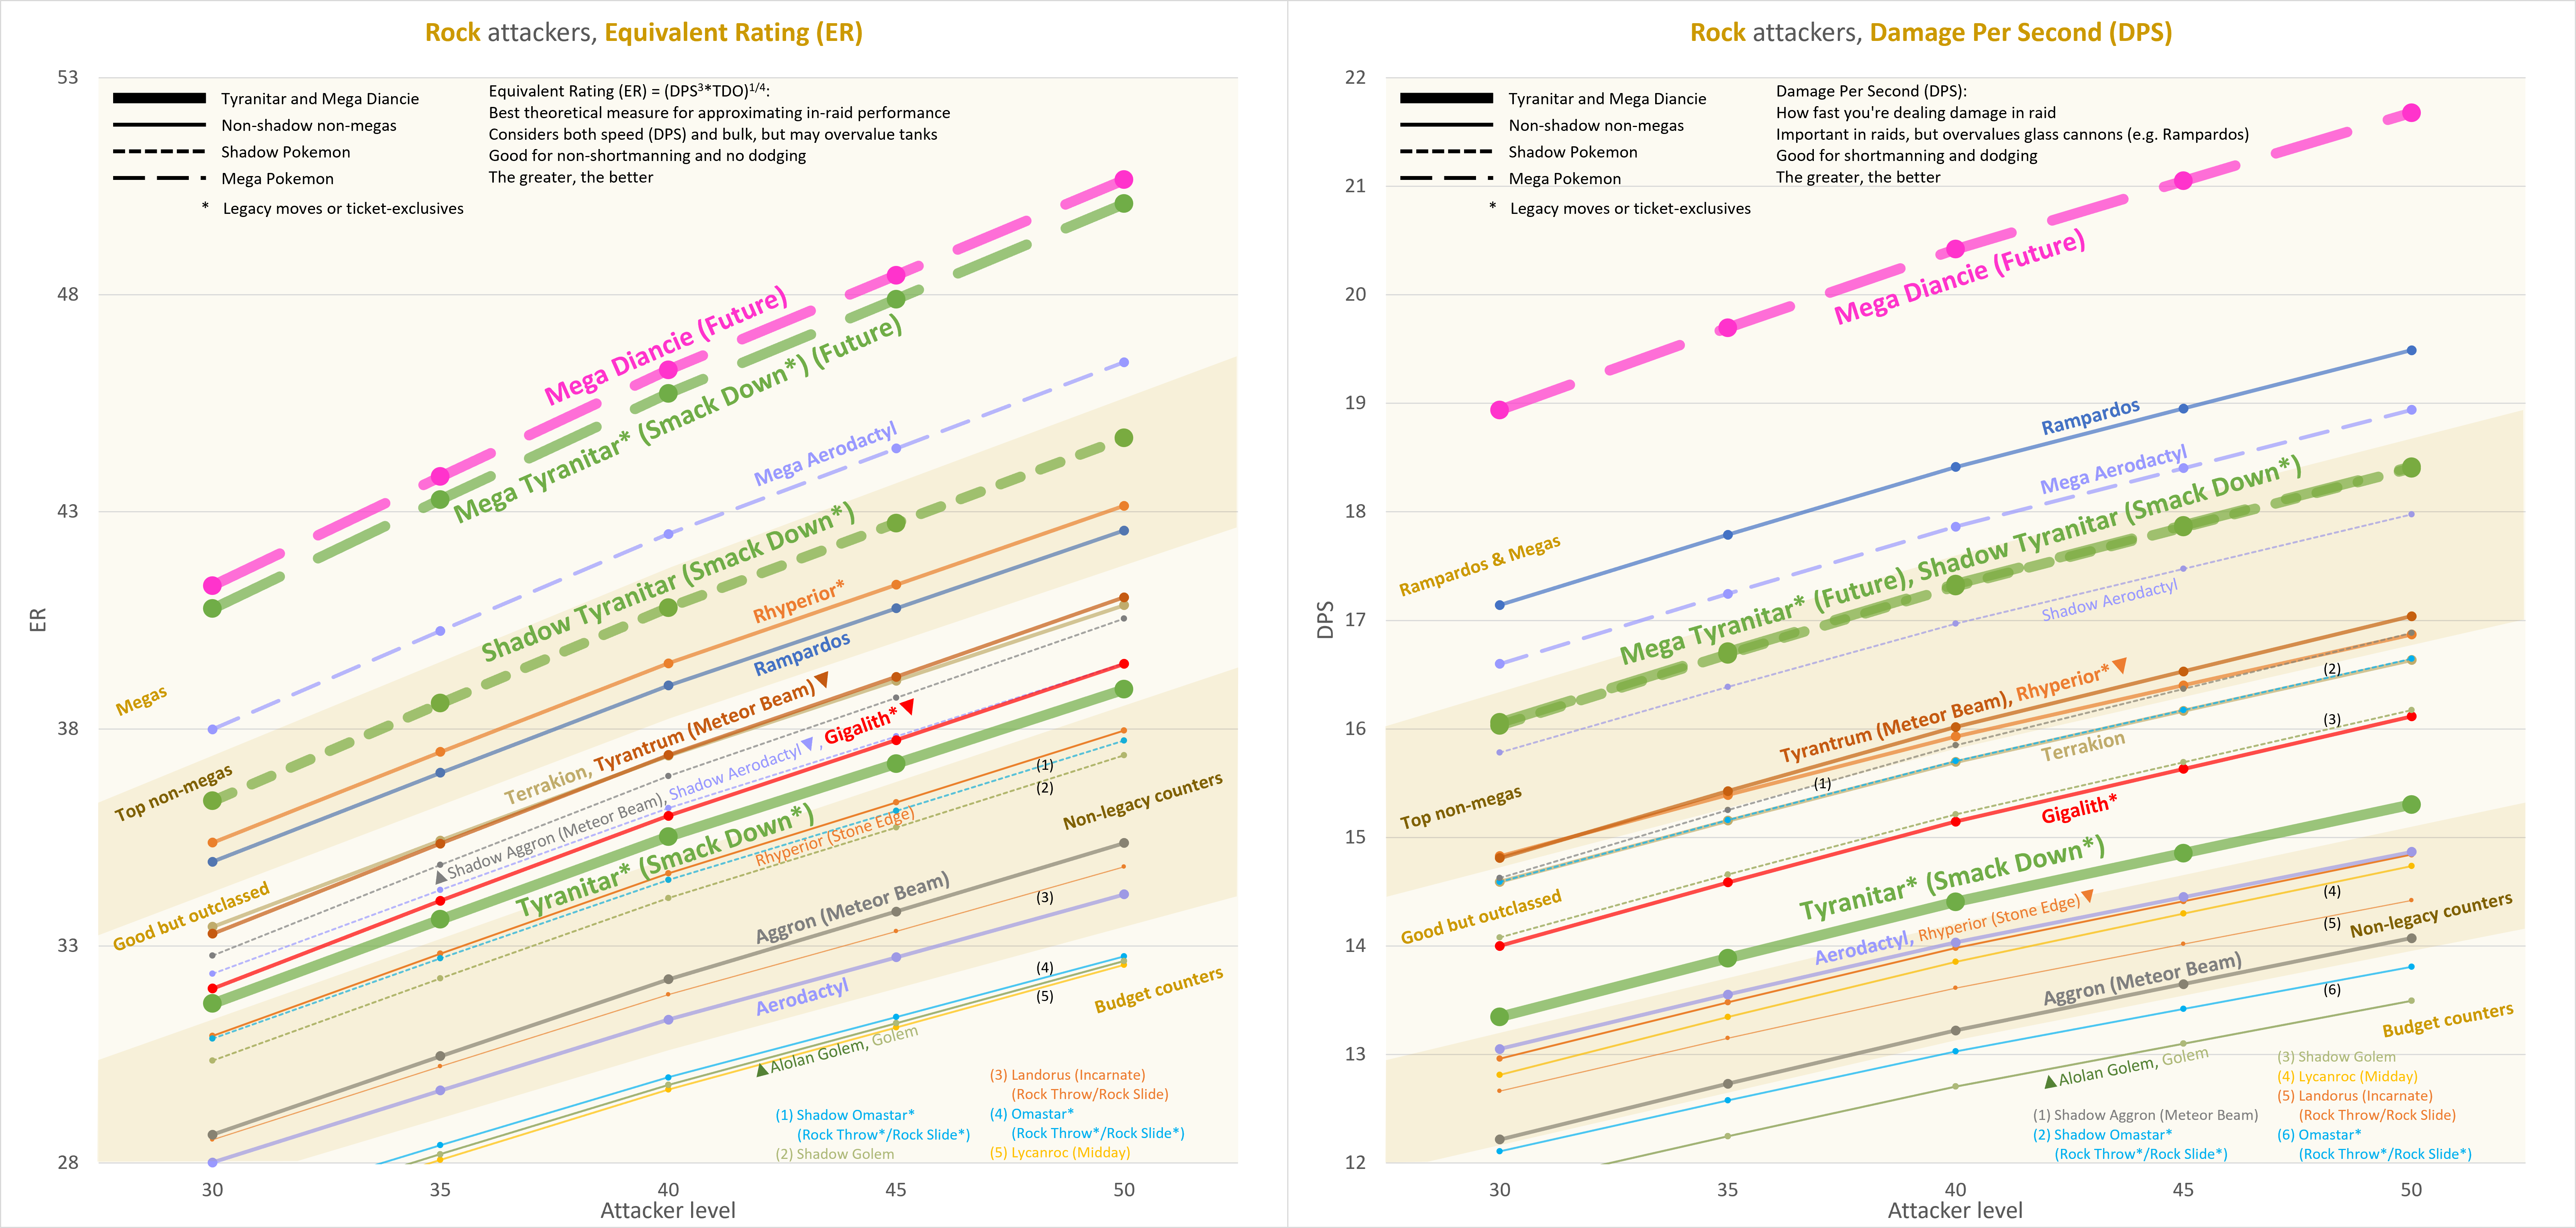 Rock attackers, Equivalent Rating (ER)
53
48
43
38
33
28
ER
30
35
40
45
50
Attacker level
Tyranitar and Mega Diancie
Non-shadow non-megas
Shadow Pokemon
Mega Pokemon
* Legacy moves or ticket-exclusives
Equivalent Rating (ER) = (DPS³*TDO)¹/⁴:
Best theoretical measure for approximating in-raid performance
Considers both speed (DPS) and bulk, but may overvalue tanks
Good for non-shortmanning and no dodging
The greater, the better
Mega Diancie (Future)
Mega Tyranitar* (Smack Down*) (Future)
Mega Aerodactyl
Shadow Tyranitar (Smack Down*)
Rhyperior*
Rampardos
Megas
Top non-megas
Terrakion, Tyrantrum (Meteor Beam)▼
▲Shadow Aggron (Meteor Beam), Shadow Aerodactyl▼, Gigalith*▼
Good but outclassed
Tyranitar* (Smack Down*)
Rhyperior (Stone Edge)
(1)
(2)
Non-legacy counters
Aggron (Meteor Beam)
(3)
Aerodactyl
(4)
(5)
Budget counters
▲Alolan Golem, Golem
(1) Shadow Omastar*
(Rock Throw*/Rock Slide*)
(2) Shadow Golem
(3) Landorus (Incarnate)
(Rock Throw/Rock Slide)
(4) Omastar*
(Rock Throw*/Rock Slide*)
(5) Lycanroc (Midday)
Rock attackers, Damage Per Second (DPS)
22
21
20
19
18
17
16
15
14
13
12
DPS
30
35
40
45
50
Attacker level
Tyranitar and Mega Diancie
Non-shadow non-megas
Shadow Pokemon
Mega Pokemon
* Legacy moves or ticket-exclusives
Damage Per Second (DPS):
How fast you're dealing damage in raid
Important in raids, but overvalues glass cannons (e.g. Rampardos)
Good for shortmanning and dodging
The greater, the better
Mega Diancie (Future)
Rampardos
Mega Aerodactyl
Rampardos & Megas
Mega Tyranitar* (Future), Shadow Tyranitar (Smack Down*)
Shadow Aerodactyl
Tyrantrum (Meteor Beam), Rhyperior*▼
(2)
(3)
Terrakion
(1)
Top non-megas
Gigalith*
Tyranitar* (Smack Down*)
Good but outclassed
Aerodactyl, Rhyperior (Stone Edge)▼
(4)
(5)
Non-legacy counters
Aggron (Meteor Beam)
(6)
Budget counters
▲Alolan Golem, Golem
(1) Shadow Aggron (Meteor Beam)
(2) Shadow Omastar*
(Rock Throw*/Rock Slide*)
(3) Shadow Golem
(4) Lycanroc (Midday)
(5) Landorus (Incarnate)
(Rock Throw/Rock Slide)
(6) Omastar*
(Rock Throw*/Rock Slide*)